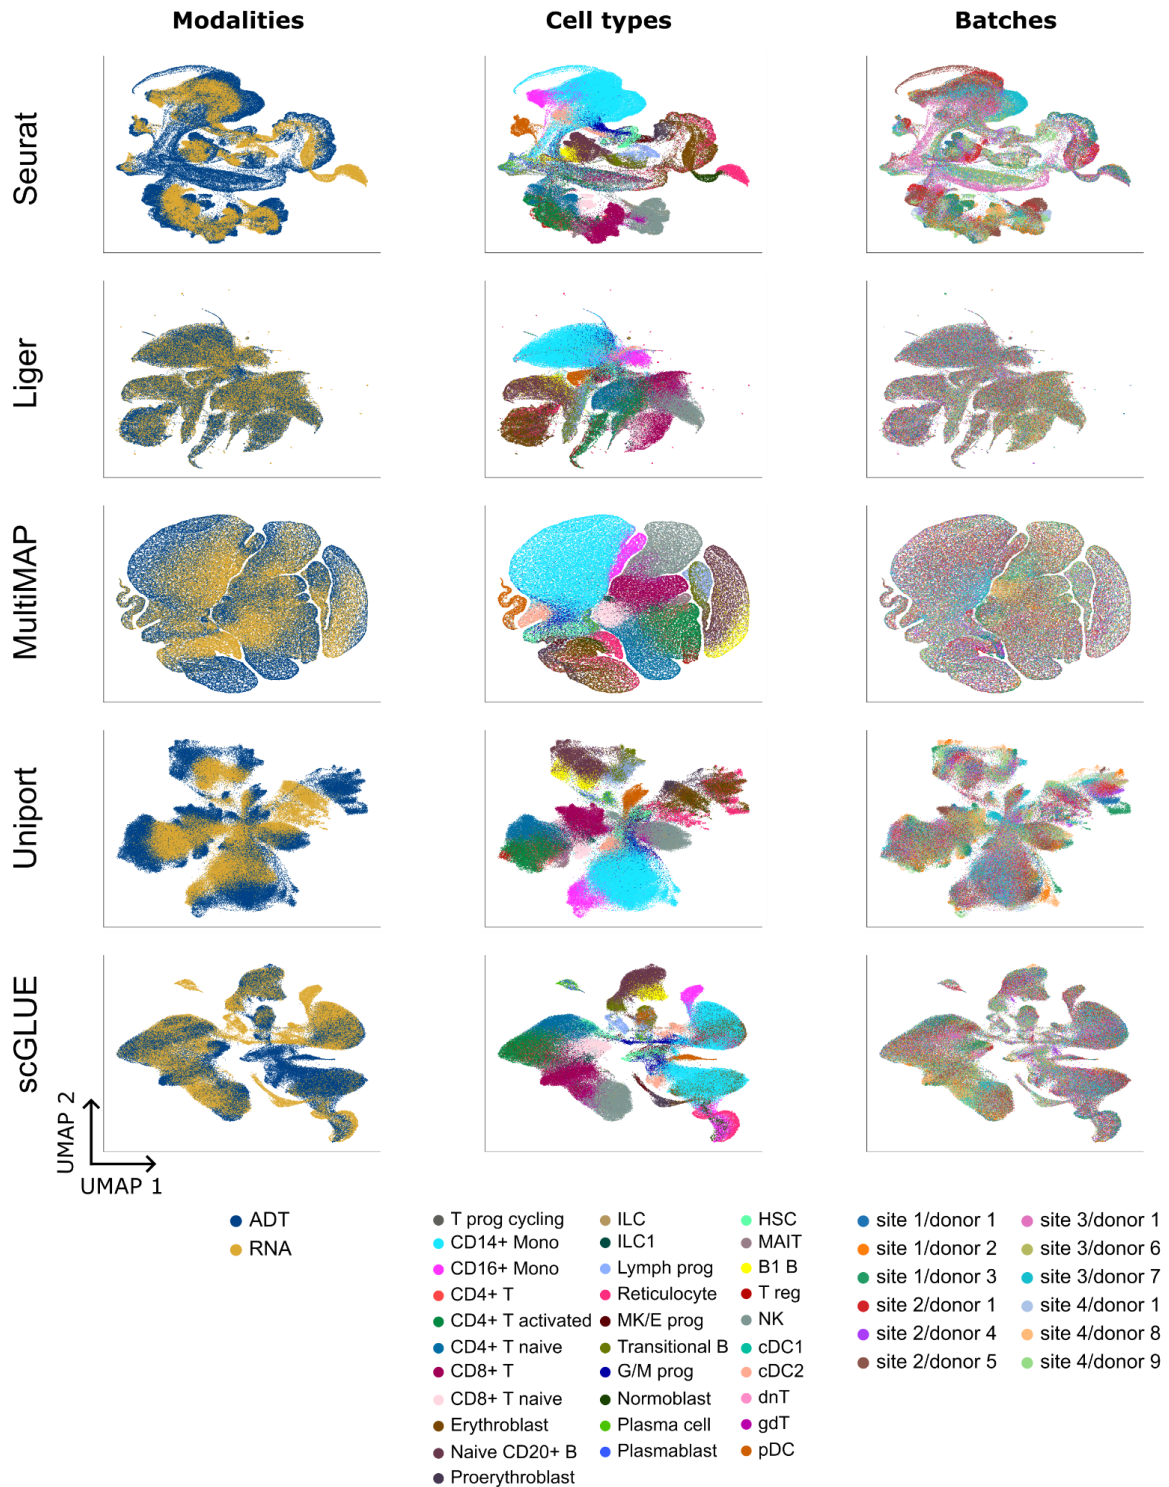 Modalities
Cell types
Batches
Seurat
Liger
MultiMAP
Uniport
scGLUE
UMAP 2
UMAP 1
ADT
RNA
T prog cycling
CD14+ Mono
CD16+ Mono
CD4+ T
CD4+ T activated
CD4+ T naive
CD8+ T
CD8+ T naive
Erythroblast
Naive CD20+ B
Proerythroblast
ILC
ILC1
Lymph prog
Reticulocyte
MK/E prog
Transitional B
G/M prog
Normoblast
Plasma cell
Plasmablast
HSC
MAIT
B1 B
T reg
NK
cDC1
cDC2
dnT
gdT
pDC
site 1/donor 1
site 1/donor 2
site 1/donor 3
site 2/donor 1
site 2/donor 4
site 2/donor 5
site 3/donor 1
site 3/donor 6
site 3/donor 7
site 4/donor 1
site 4/donor 8
site 4/donor 9